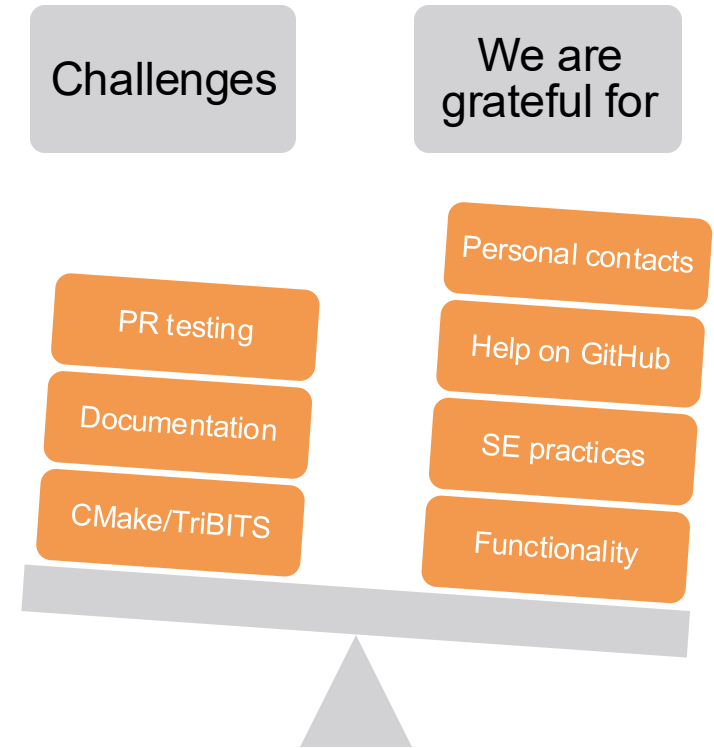 Challenges
We are
grateful for
PR testing
Documentation
CMake/TriBITS
Personal contacts
Help on GitHub
SE practices
Functionality